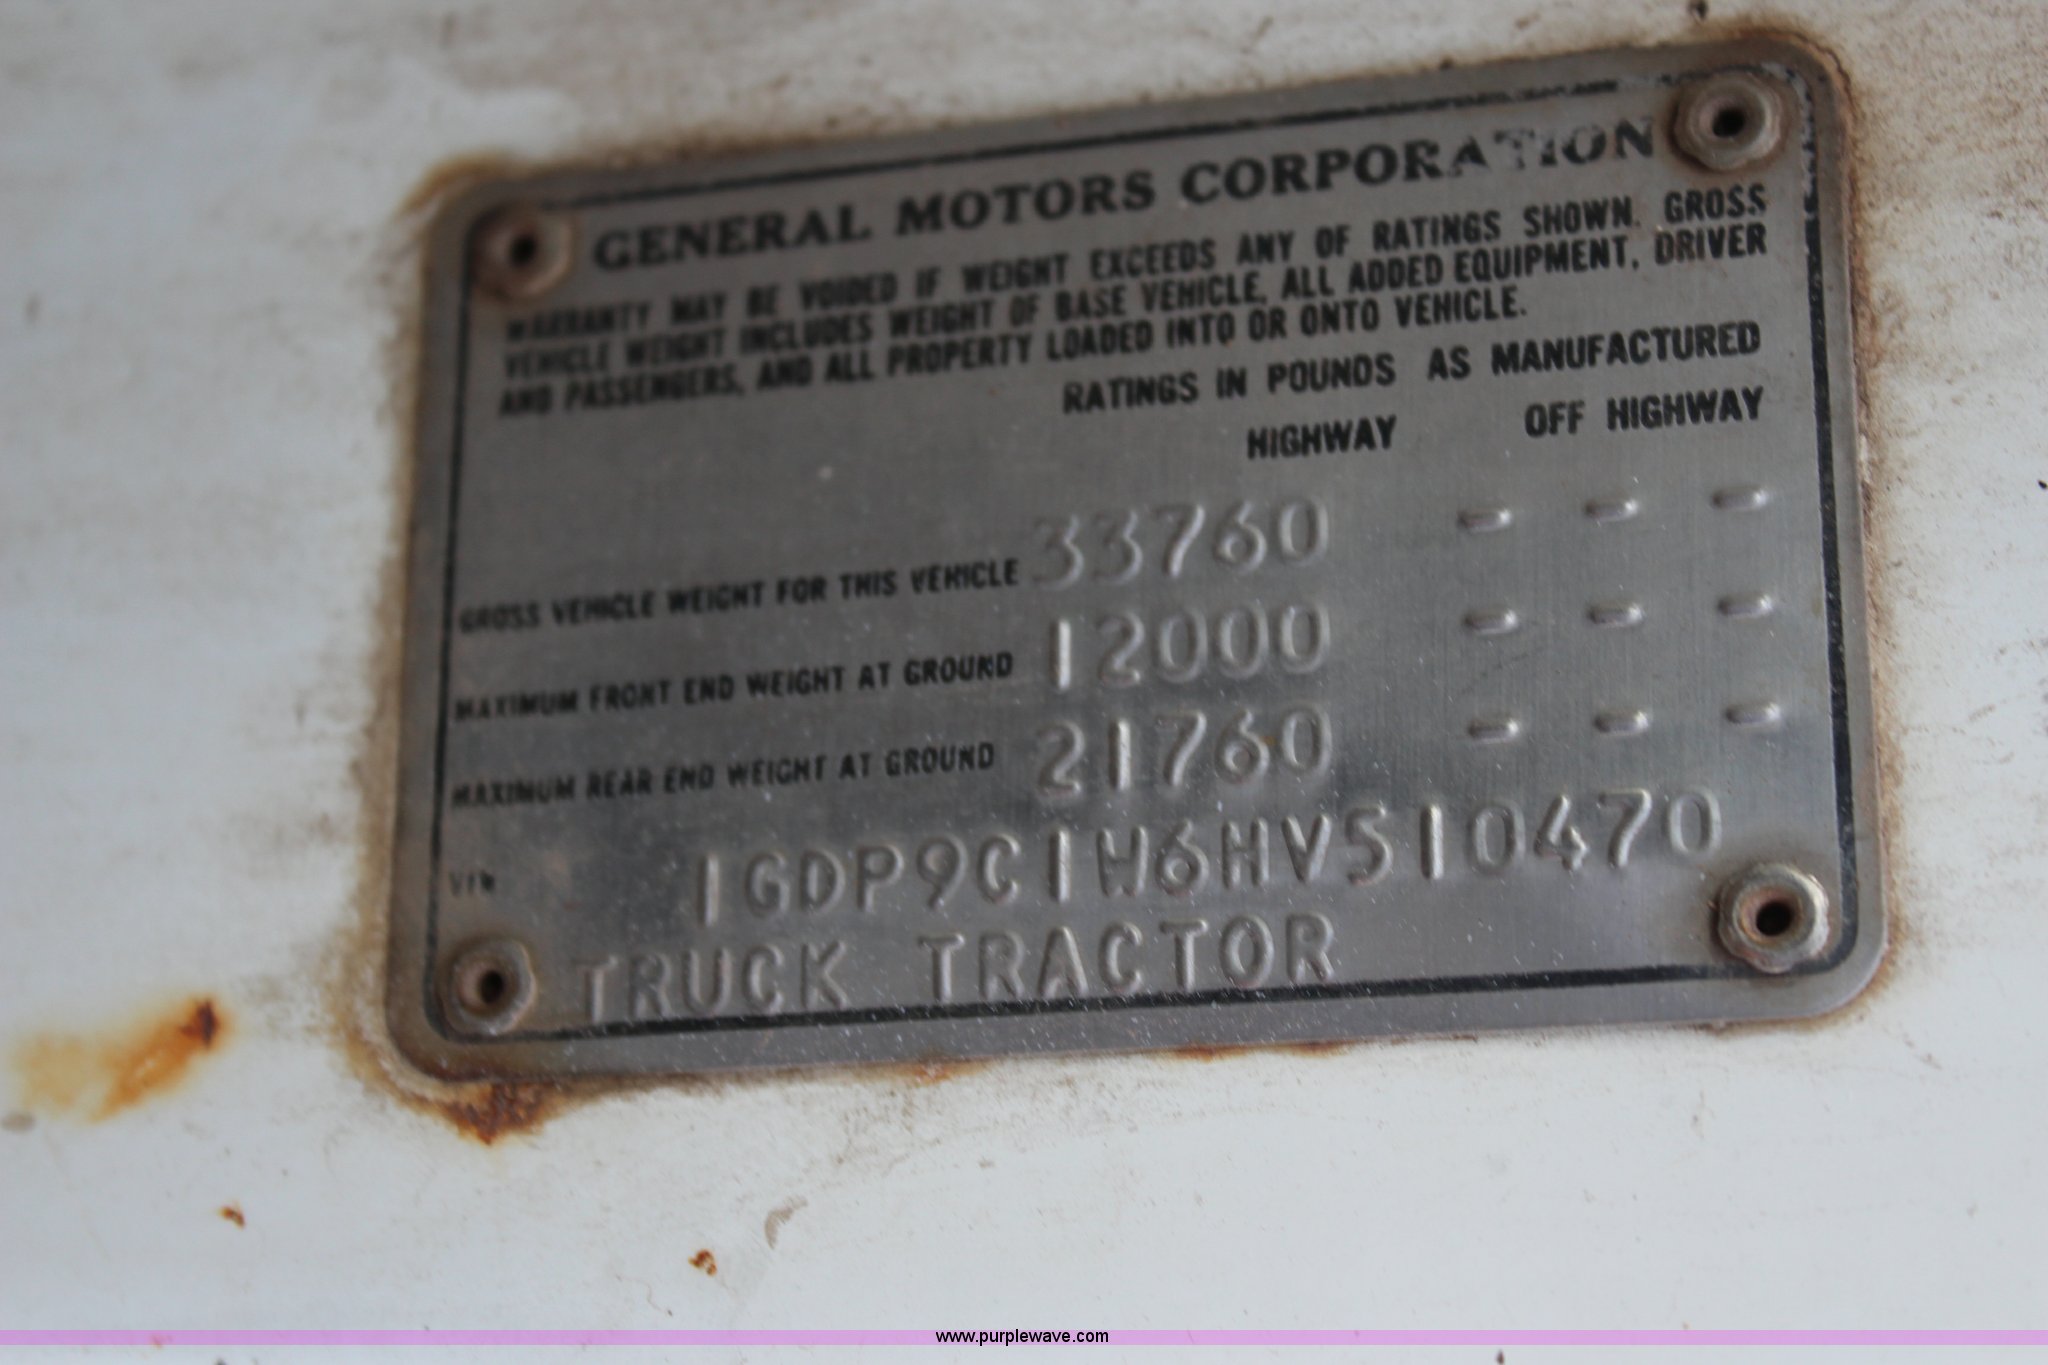 GENERAL MOTORS CORPORATION
WARRANTY MAY BE VOIDED IF WEIGHT EXCEEDS ANY OF RATINGS SHOWN. GROSS
VEHICLE WEIGHT INCLUDES WEIGHT OF BASE VEHICLE, ALL ADDED EQUIPMENT, DRIVER
AND PASSENGERS, AND ALL PROPERTY LOADED INTO OR ONTO VEHICLE.
RATINGS IN POUNDS AS MANUFACTURED
HIGHWAY OFF HIGHWAY
GROSS VEHICLE WEIGHT FOR THIS VEHICLE 33760 - - -
MAXIMUM FRONT END WEIGHT AT GROUND 12000 - - -
MAXIMUM REAR END WEIGHT AT GROUND 21760 - - -
VIN 1GDP9C1W6HV510470
TRUCK TRACTOR
www.purplewave.com